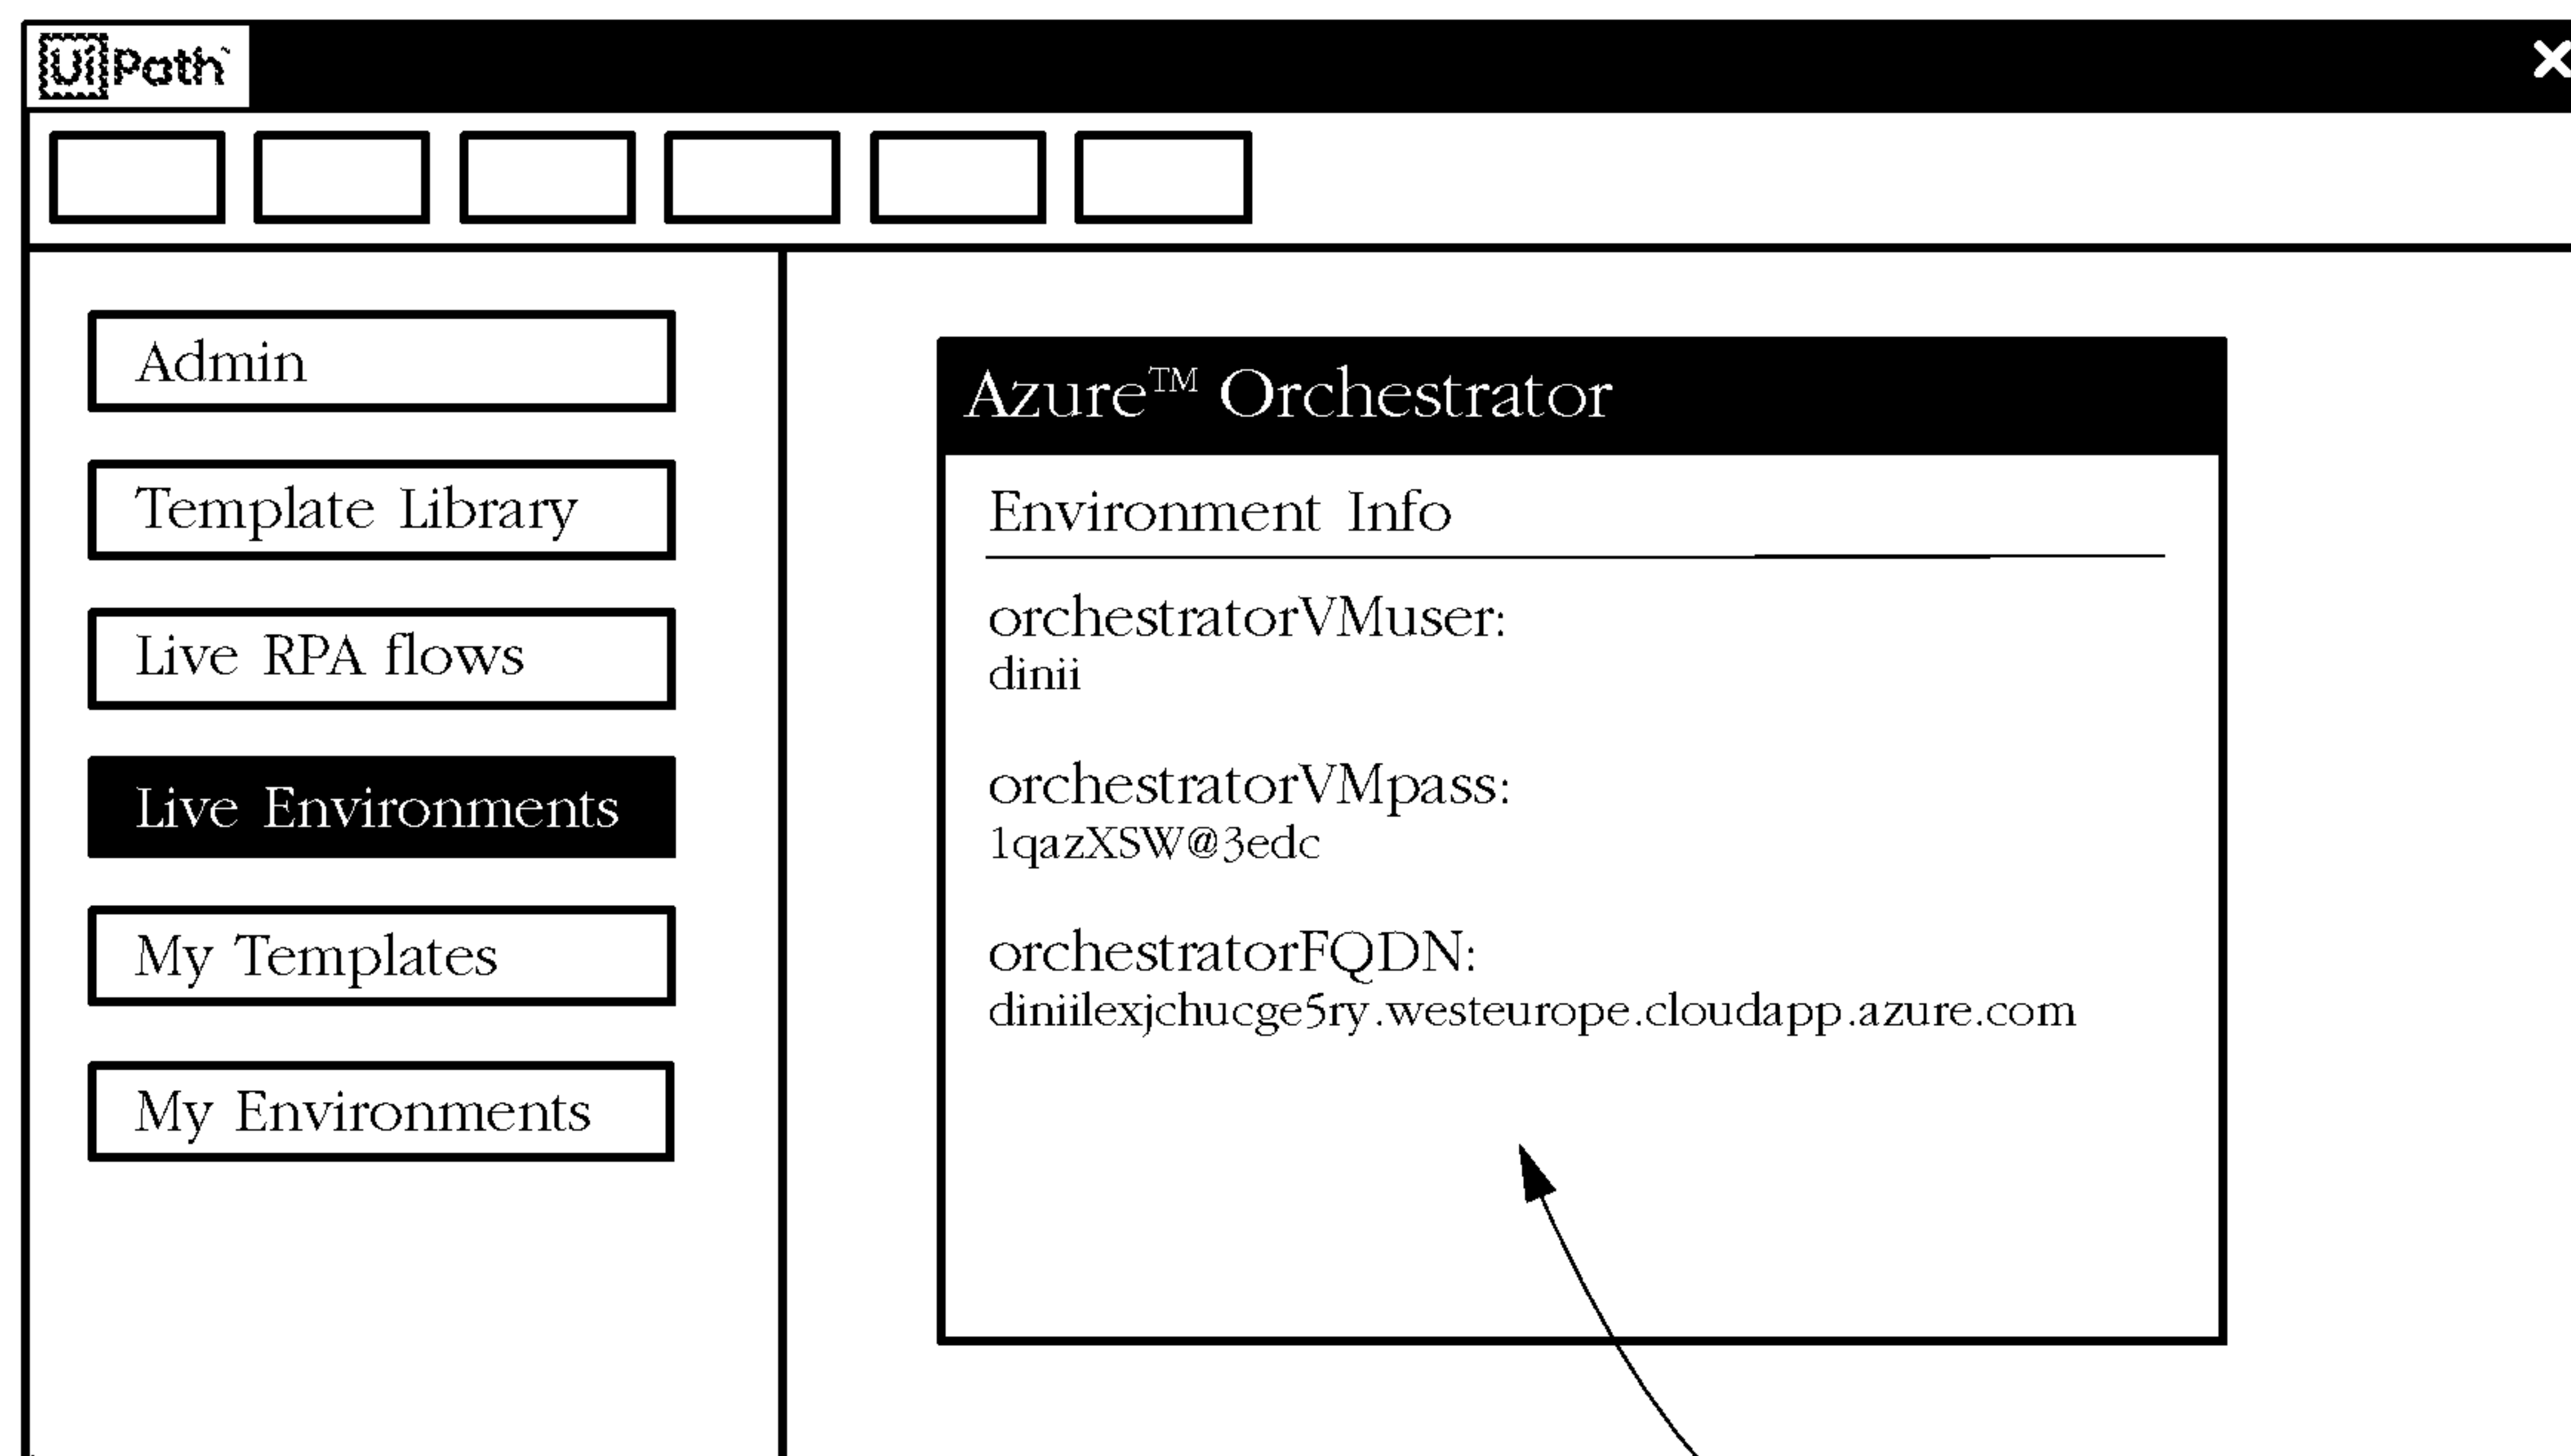 UiPath
Admin
Template Library
Live RPA flows
Live Environments
My Templates
My Environments
Azure™ Orchestrator
Environment Info
orchestratorVMuser:
dinii
orchestratorVMpass:
1qazXSW@3edc
orchestratorFQDN:
diniilexjchucge5ry.westeurope.cloudapp.azure.com